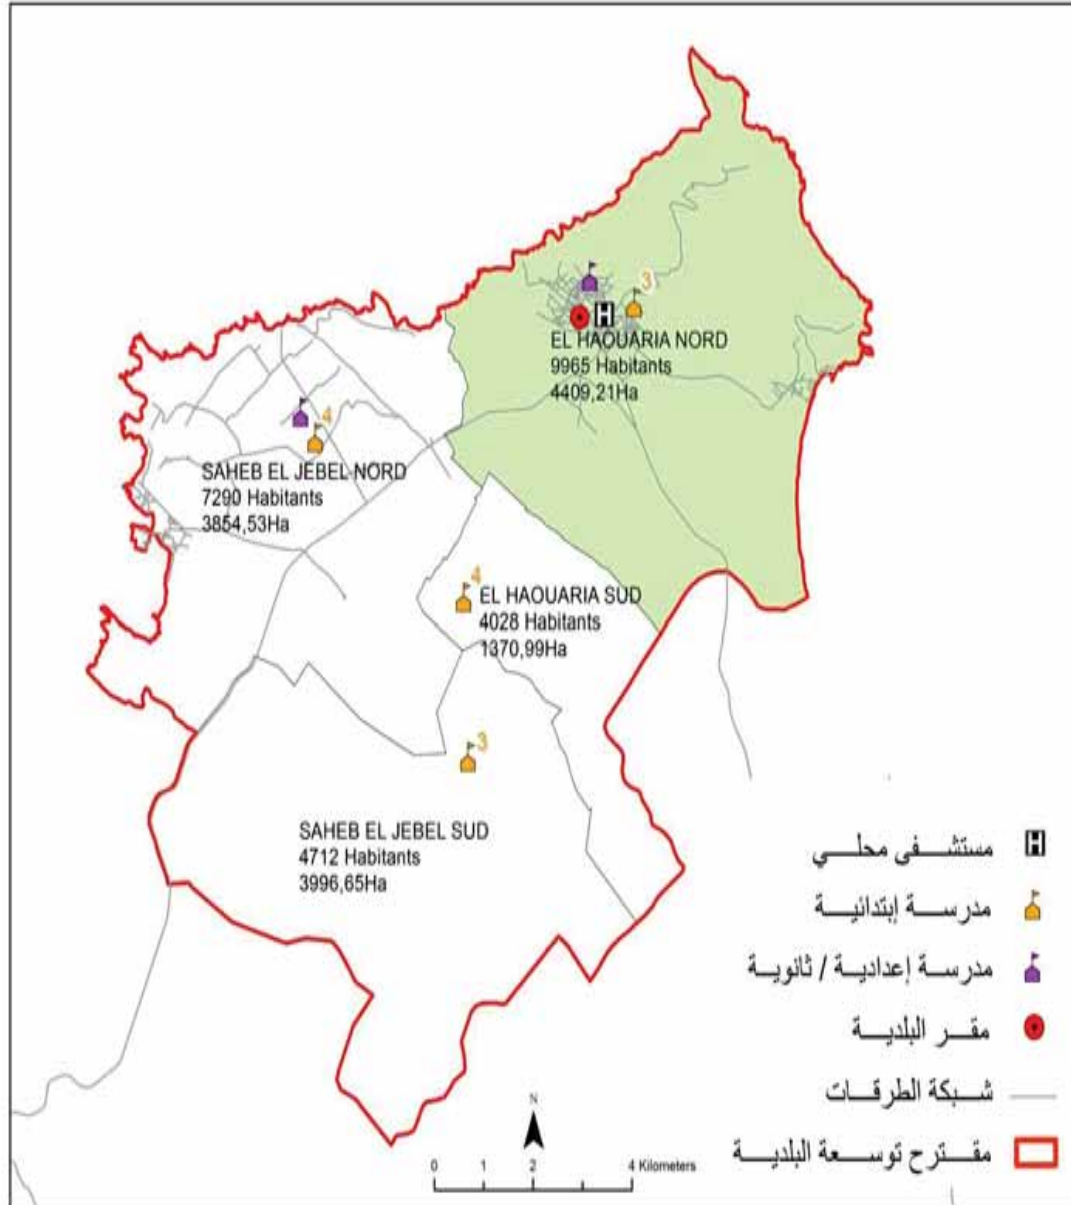 3
EL HAOUARIA NORD
9965 Habitants
4409,21Ha
4
SAHEB EL JEBEL NORD
7290 Habitants
3854,53Ha
4
EL HAOUARIA SUD
4028 Habitants
1370,99Ha
3
SAHEB EL JEBEL SUD
4712 Habitants
3996,65Ha
H مستشفى محلي
مدرسة إبتدائية
مدرسة إعدادية / ثانوية
مقر البلدية
شبكة الطرقات
مقترح توسعة البلدية
N
0 1 2 4 Kilometers